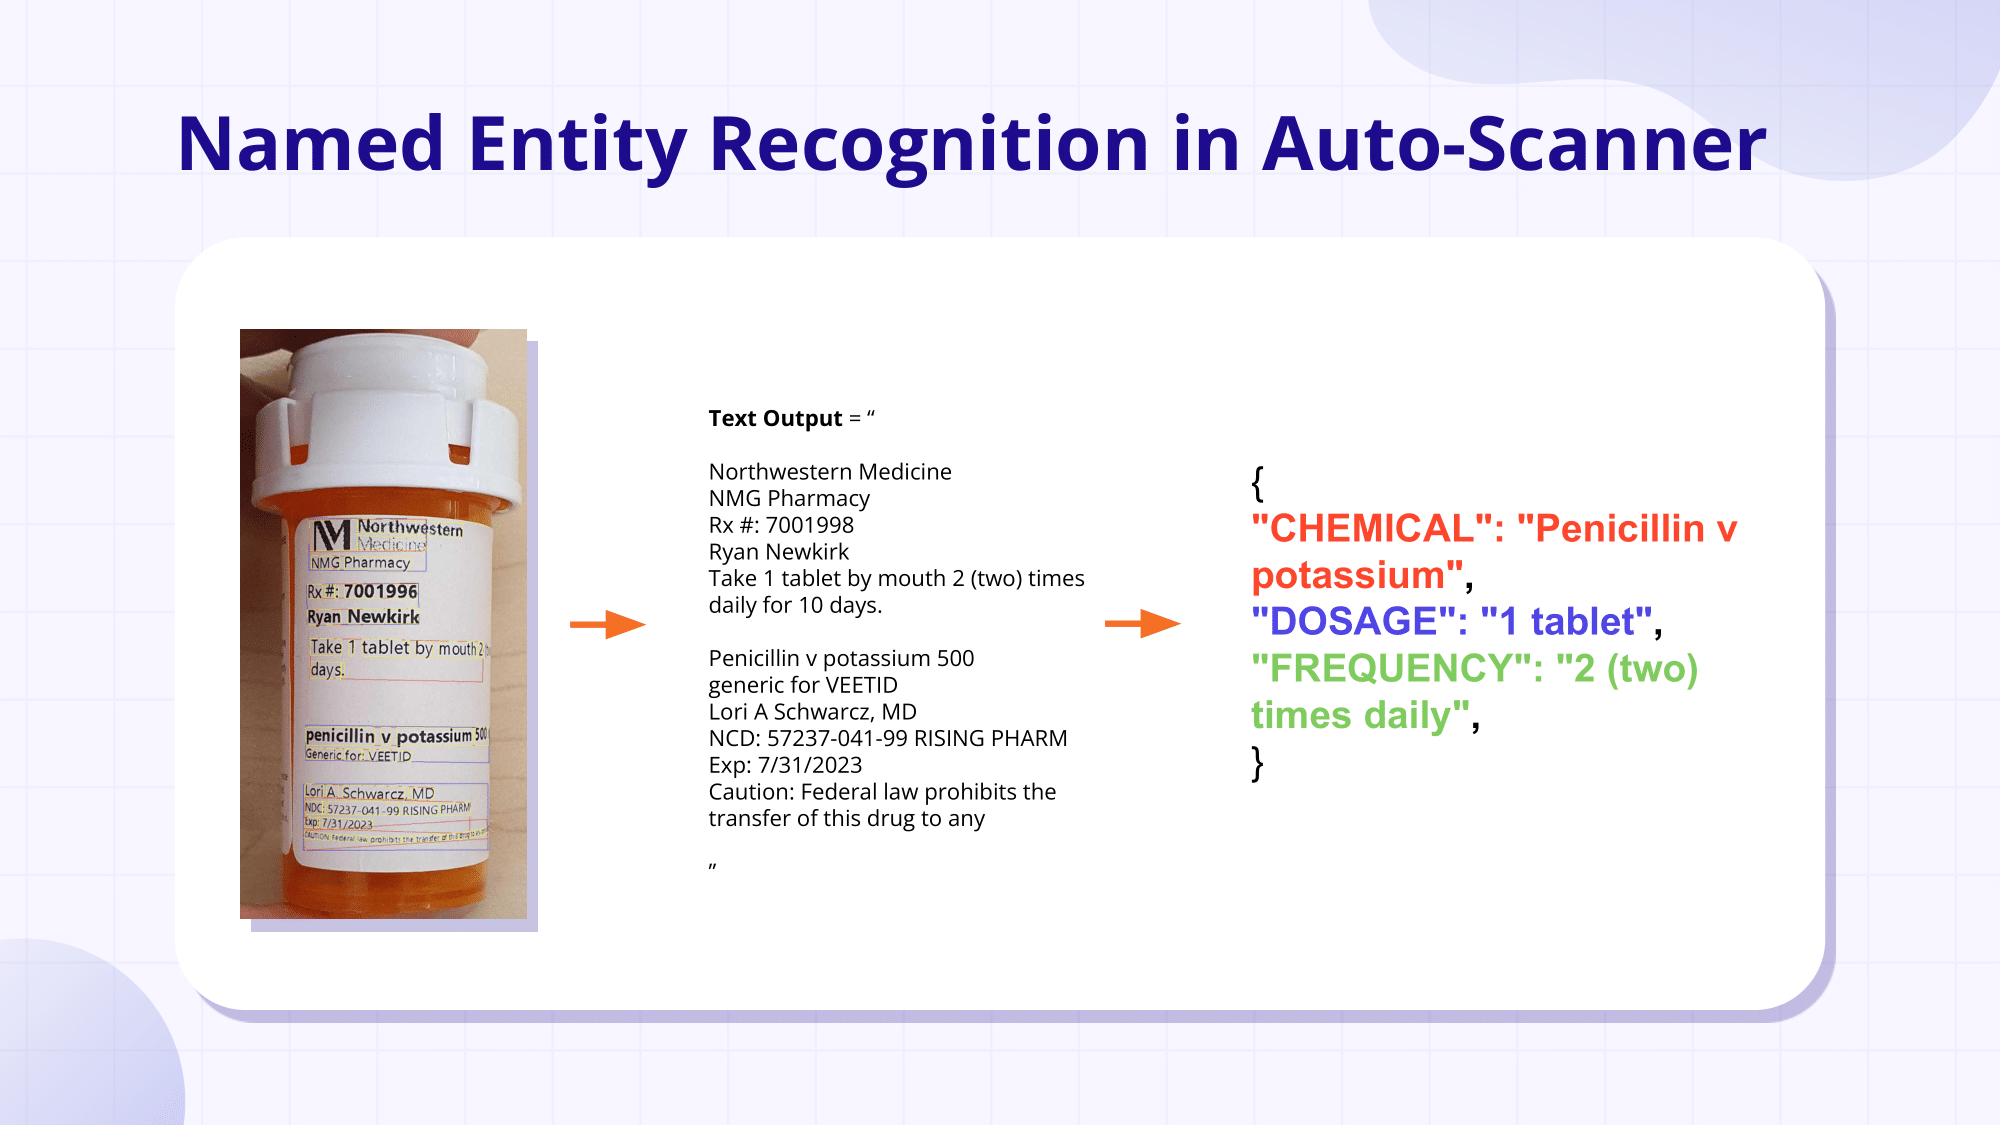 Named Entity Recognition in Auto-Scanner
Northwestern
Medicine
NMG Pharmacy
Rx #: 7001996
Ryan Newkirk
Take 1 tablet by mouth 2
days.
penicillin v potassium 500
Generic for: VEETID
Lori A. Schwarcz, MD
NDC: 57237-041-99 RISING PHARM
Exp: 7/31/2023
CAUTION: Federal law prohibits the transfer of this drug to any
Text Output = “
Northwestern Medicine
NMG Pharmacy
Rx #: 7001998
Ryan Newkirk
Take 1 tablet by mouth 2 (two) times
daily for 10 days.
Penicillin v potassium 500
generic for VEETID
Lori A Schwarcz, MD
NCD: 57237-041-99 RISING PHARM
Exp: 7/31/2023
Caution: Federal law prohibits the
transfer of this drug to any
”
{
"CHEMICAL": "Penicillin v
potassium",
"DOSAGE": "1 tablet",
"FREQUENCY": "2 (two)
times daily",
}